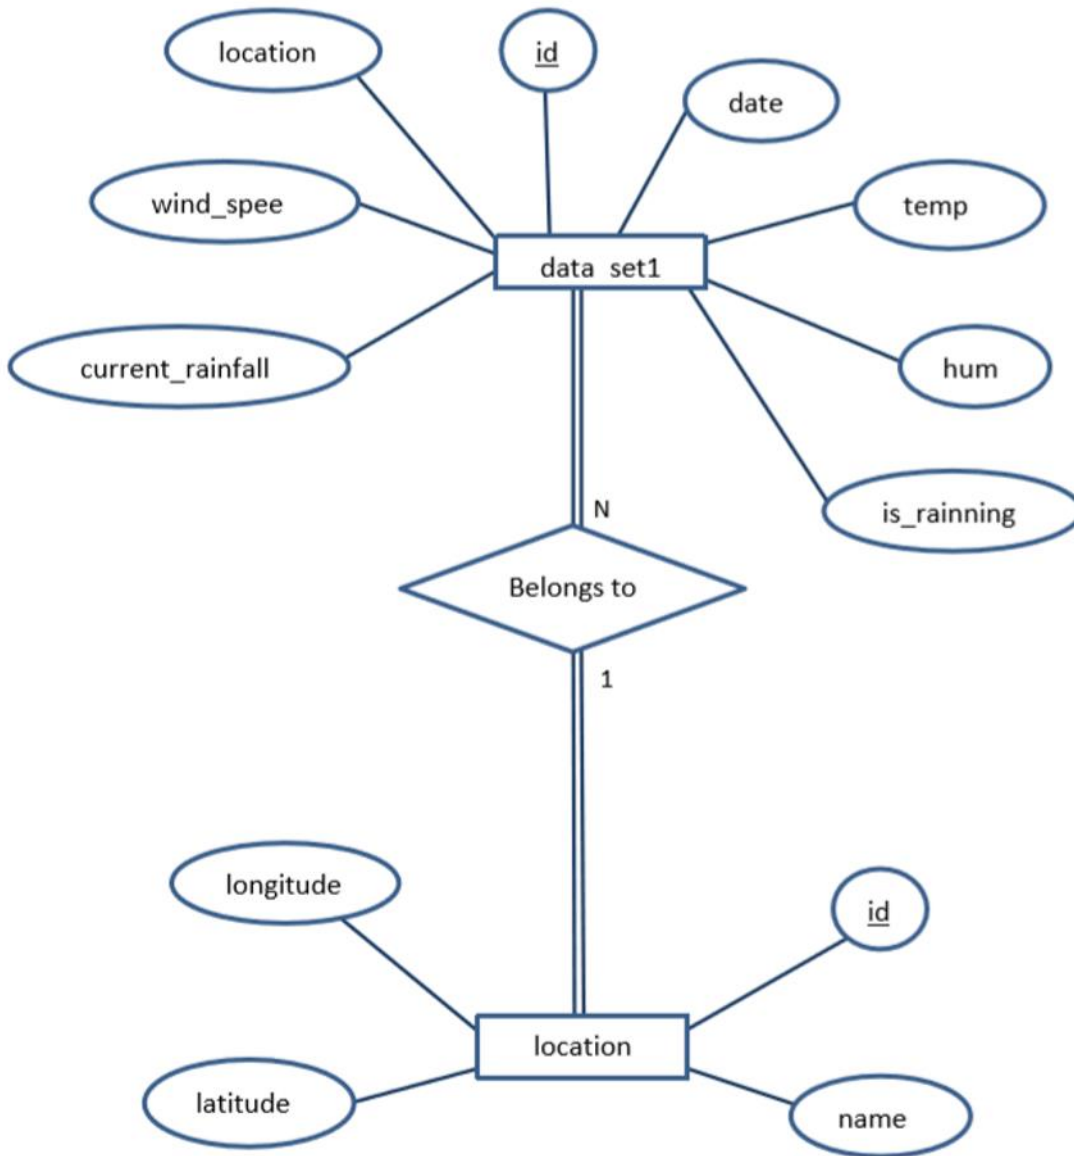 location
id
date
wind_spee
temp
data_set1
current_rainfall
hum
is_rainning
N
Belongs to
1
longitude
id
location
latitude
name